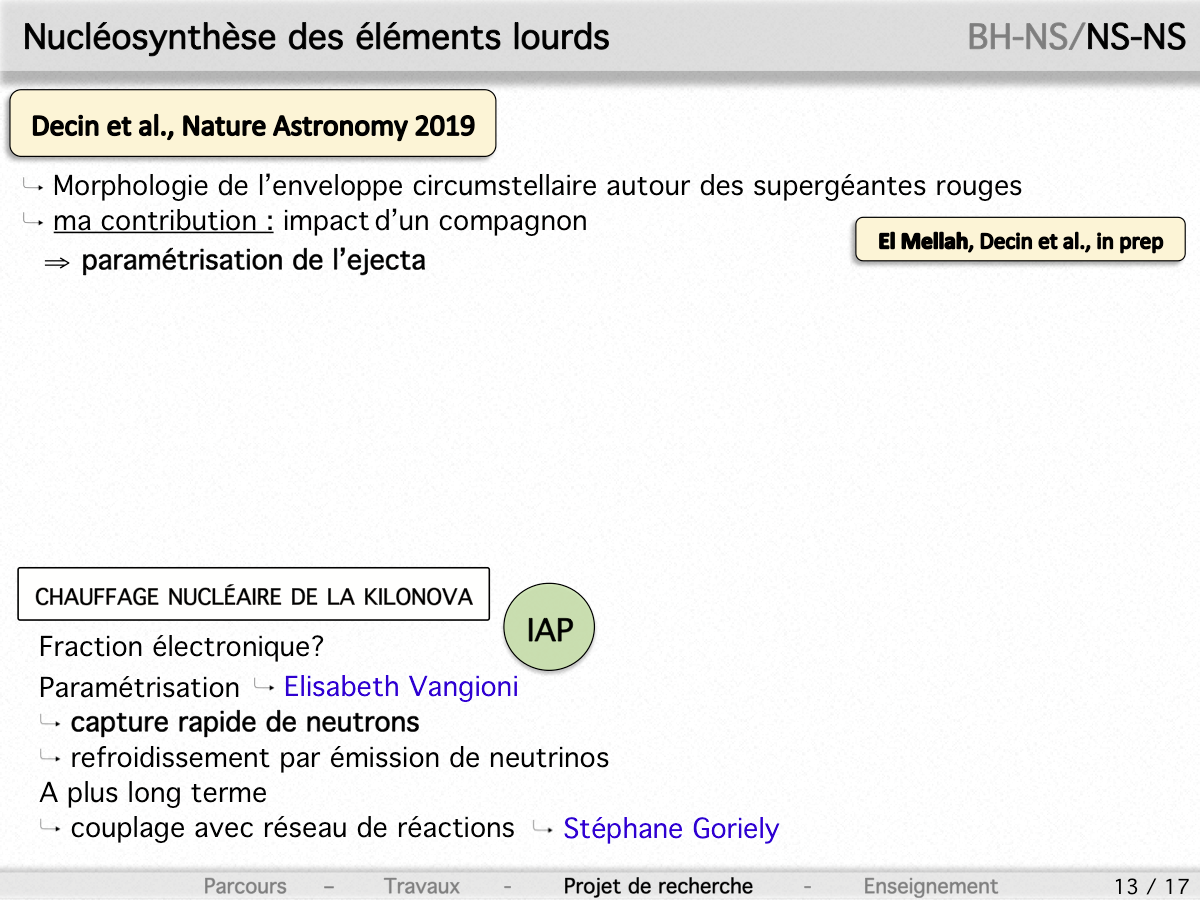 Nucléosynthèse des éléments lourds
BH-NS/NS-NS
Decin et al., Nature Astronomy 2019
Morphologie de l’enveloppe circumstellaire autour des supergéantes rouges
ma contribution : impact d’un compagnon
El Mellah, Decin et al., in prep
⇒ paramétrisation de l’ejecta
CHAUFFAGE NUCLÉAIRE DE LA KILONOVA
IAP
Fraction électronique?
Paramétrisation Elisabeth Vangioni
capture rapide de neutrons
refroidissement par émission de neutrinos
A plus long terme
couplage avec réseau de réactions Stéphane Goriely
Parcours – Travaux - Projet de recherche - Enseignement 13 / 17